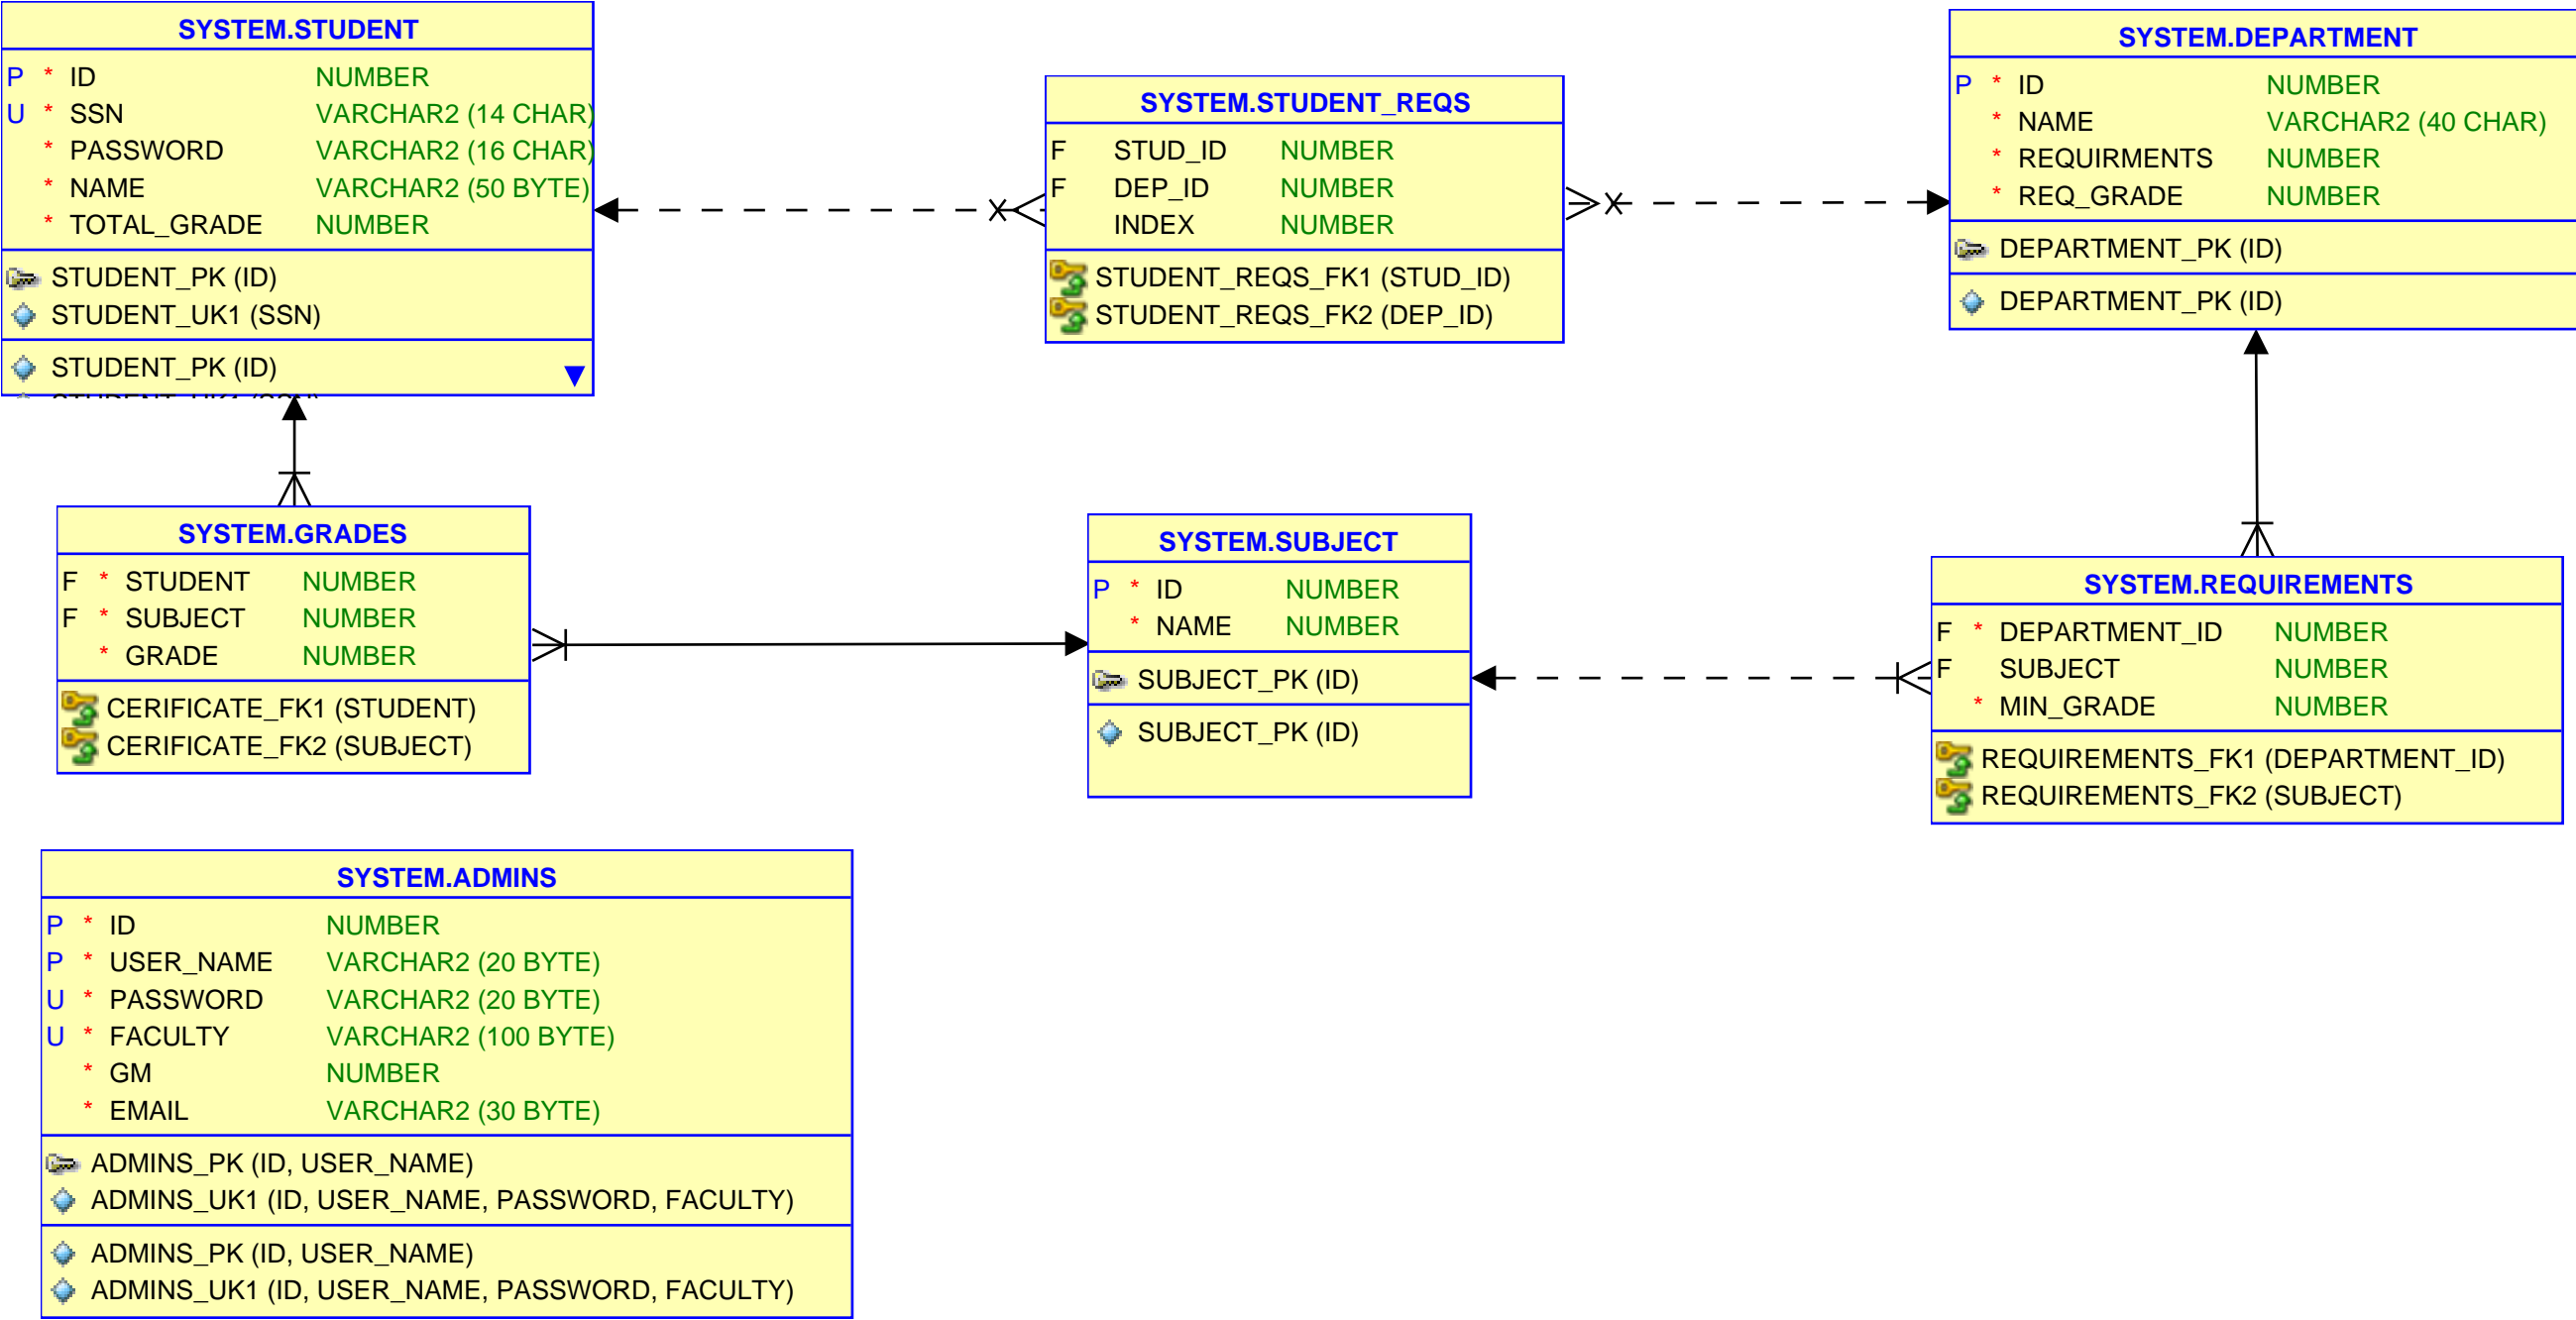 SYSTEM.STUDENT
P * ID NUMBER
U * SSN VARCHAR2 (14 CHAR)
* PASSWORD VARCHAR2 (16 CHAR)
* NAME VARCHAR2 (50 BYTE)
* TOTAL_GRADE NUMBER
STUDENT_PK (ID)
STUDENT_UK1 (SSN)
STUDENT_PK (ID)
SYSTEM.STUDENT_REQS
F STUD_ID NUMBER
F DEP_ID NUMBER
INDEX NUMBER
STUDENT_REQS_FK1 (STUD_ID)
STUDENT_REQS_FK2 (DEP_ID)
SYSTEM.DEPARTMENT
P * ID NUMBER
* NAME VARCHAR2 (40 CHAR)
* REQUIRMENTS NUMBER
* REQ_GRADE NUMBER
DEPARTMENT_PK (ID)
DEPARTMENT_PK (ID)
SYSTEM.GRADES
F * STUDENT NUMBER
F * SUBJECT NUMBER
* GRADE NUMBER
CERIFICATE_FK1 (STUDENT)
CERIFICATE_FK2 (SUBJECT)
SYSTEM.SUBJECT
P * ID NUMBER
* NAME NUMBER
SUBJECT_PK (ID)
SUBJECT_PK (ID)
SYSTEM.REQUIREMENTS
F * DEPARTMENT_ID NUMBER
F SUBJECT NUMBER
* MIN_GRADE NUMBER
REQUIREMENTS_FK1 (DEPARTMENT_ID)
REQUIREMENTS_FK2 (SUBJECT)
SYSTEM.ADMINS
P * ID NUMBER
P * USER_NAME VARCHAR2 (20 BYTE)
U * PASSWORD VARCHAR2 (20 BYTE)
U * FACULTY VARCHAR2 (100 BYTE)
* GM NUMBER
* EMAIL VARCHAR2 (30 BYTE)
ADMINS_PK (ID, USER_NAME)
ADMINS_UK1 (ID, USER_NAME, PASSWORD, FACULTY)
ADMINS_PK (ID, USER_NAME)
ADMINS_UK1 (ID, USER_NAME, PASSWORD, FACULTY)